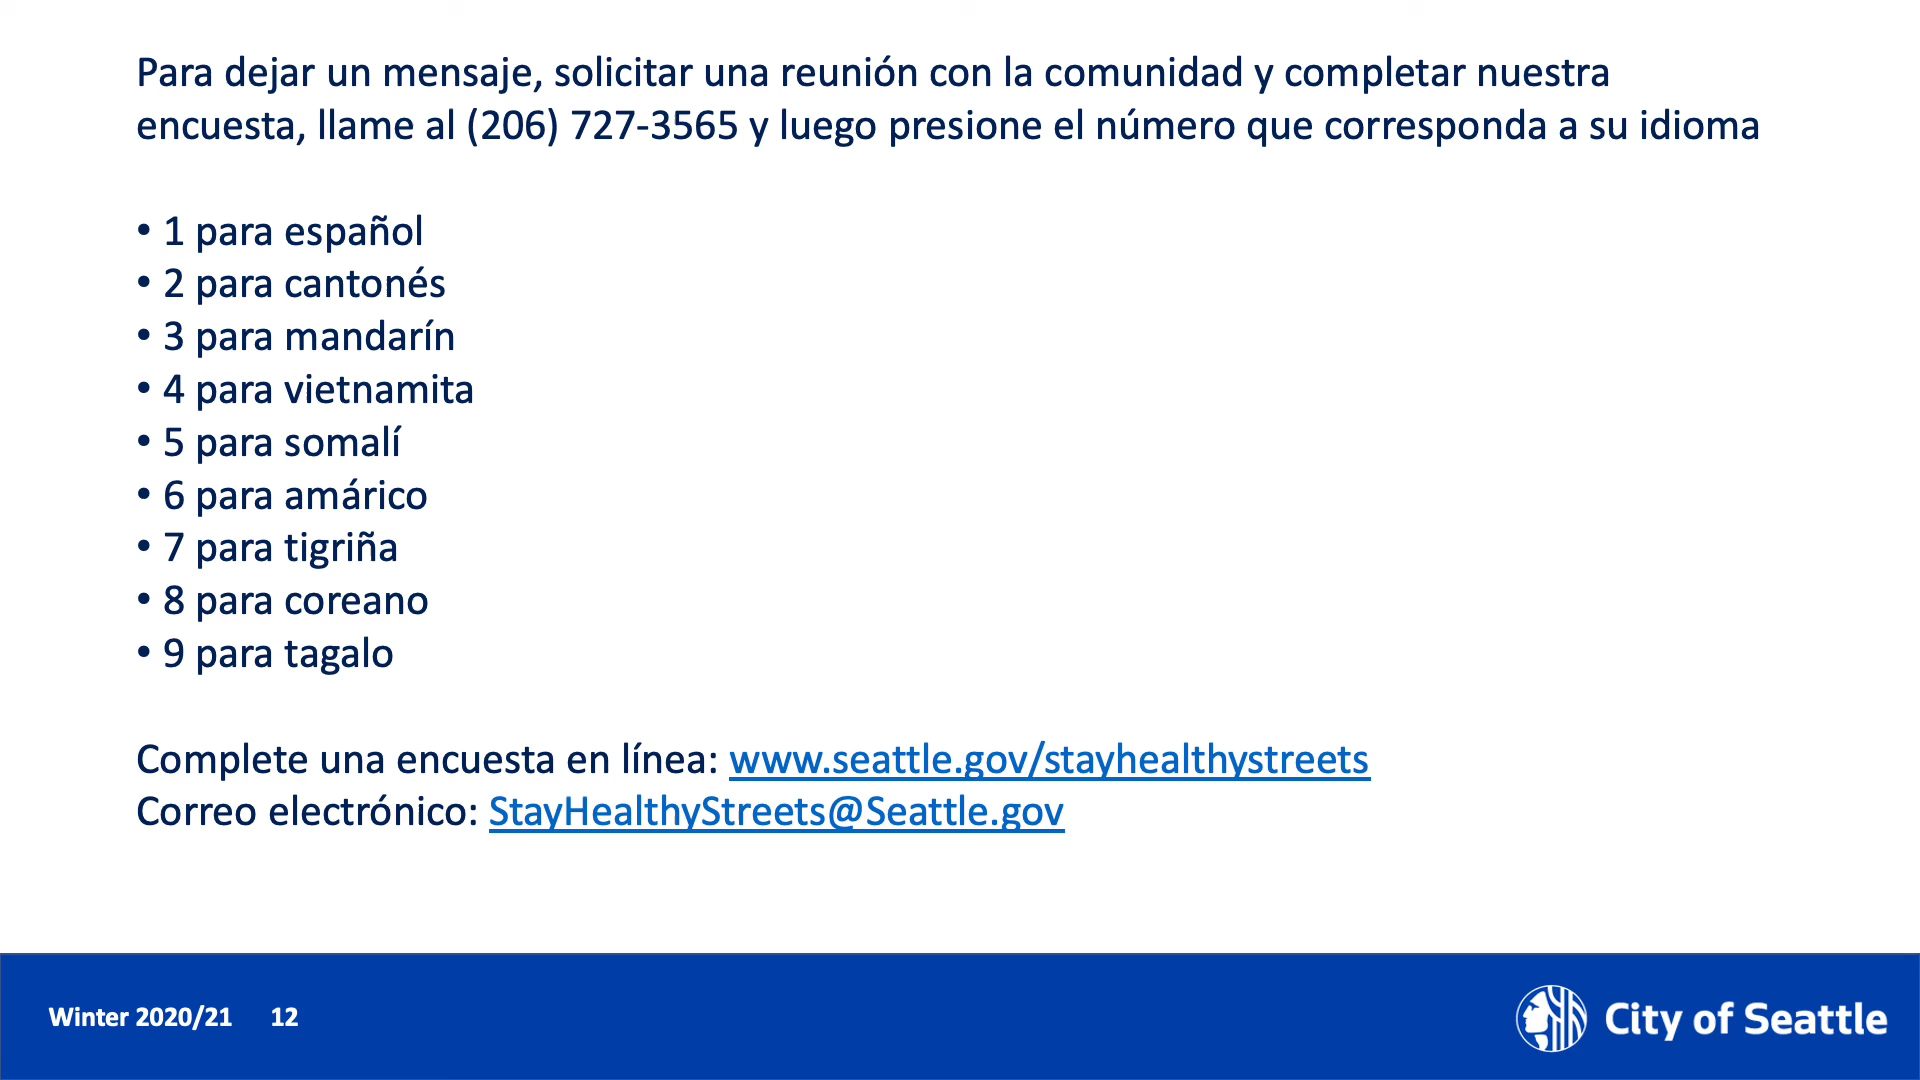 Para dejar un mensaje, solicitar una reunión con la comunidad y completar nuestra
encuesta, llame al (206) 727-3565 y luego presione el número que corresponda a su idioma
• 1 para español
• 2 para cantonés
• 3 para mandarín
• 4 para vietnamita
• 5 para somalí
• 6 para amárico
• 7 para tigriña
• 8 para coreano
• 9 para tagalo
Complete una encuesta en línea: www.seattle.gov/stayhealthystreets
Correo electrónico: StayHealthyStreets@Seattle.gov
Winter 2020/21 12
City of Seattle